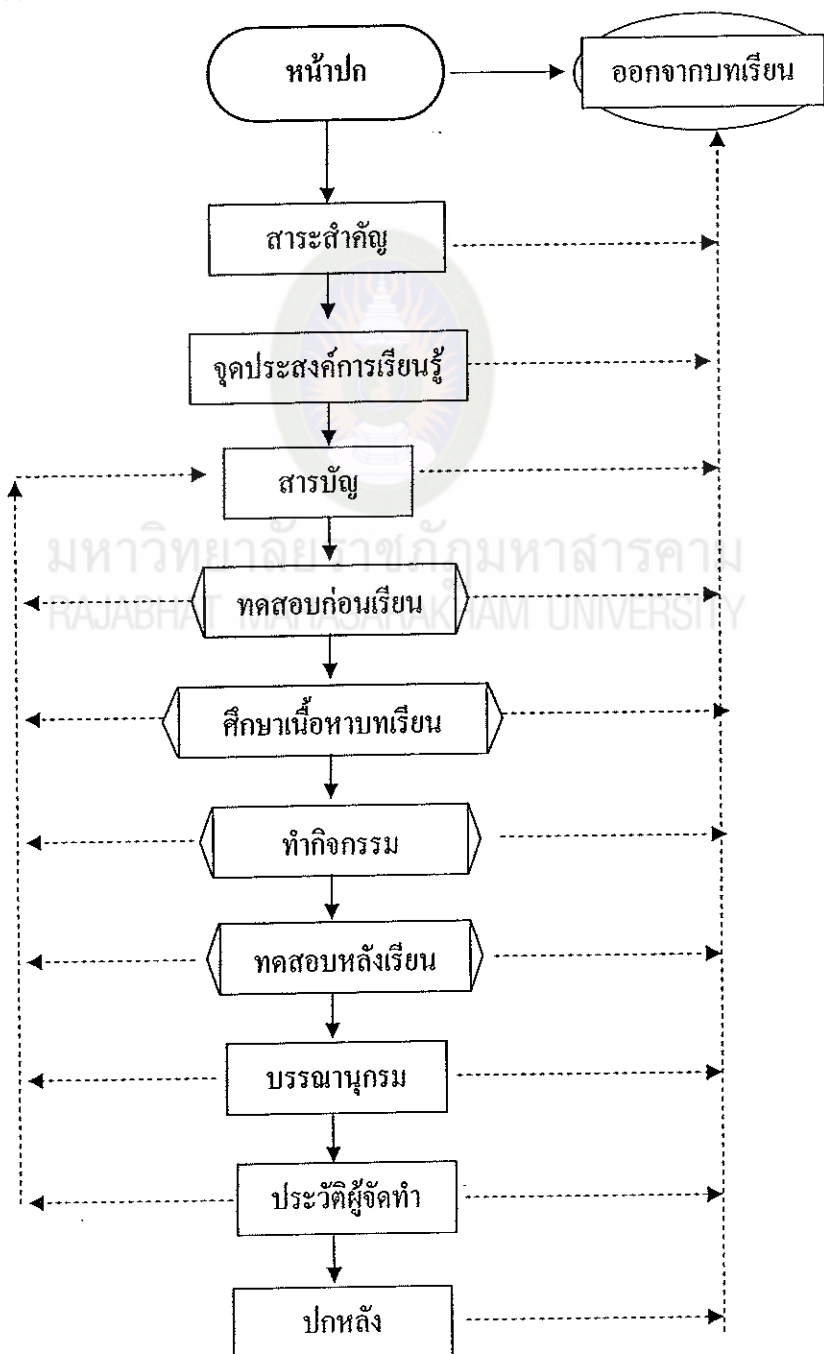 หน้าปก
ออกจากบทเรียน
สาระสำคัญ
จุดประสงค์การเรียนรู้
สารบัญ
มหาวิทยาลัยราชภัฏมหาสารคาม
ทดสอบก่อนเรียน
RAJABHAT MAHASARAKHAM UNIVERSITY
ศึกษาเนื้อหาบทเรียน
ทำกิจกรรม
ทดสอบหลังเรียน
บรรณานุกรม
ประวัติผู้จัดทำ
ปกหลัง